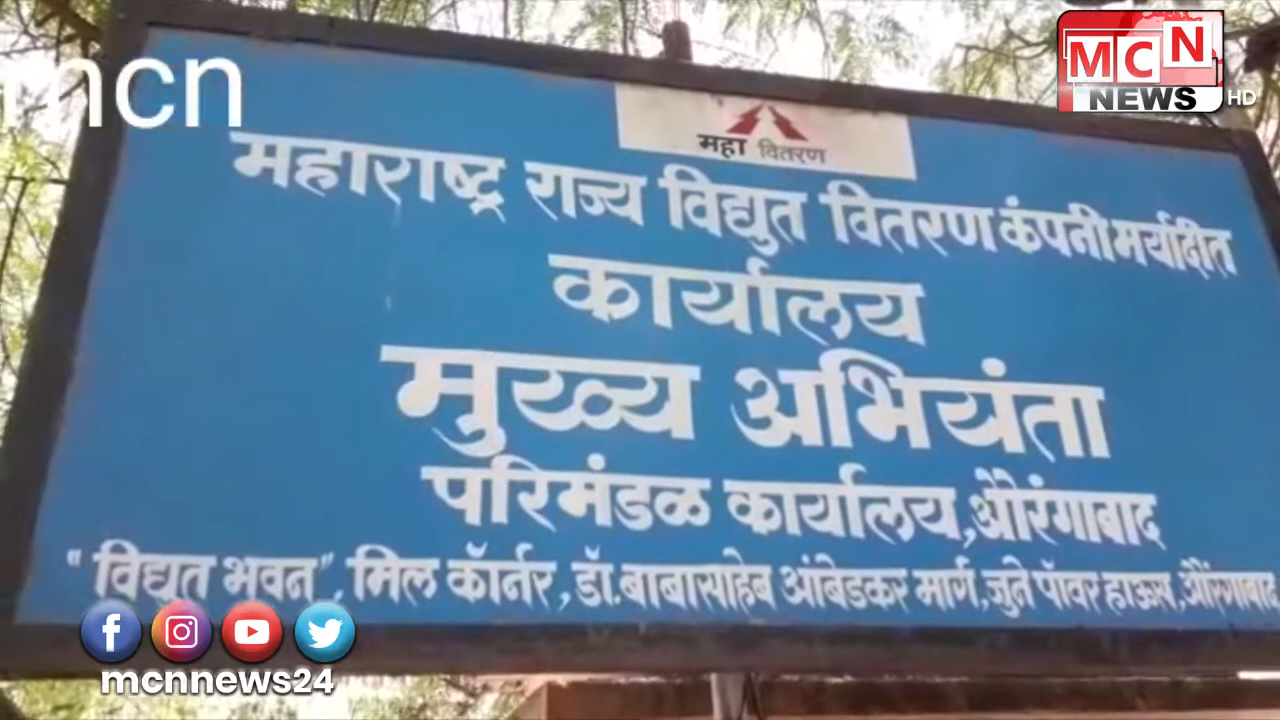 mcn
MCN
NEWS HD
महा वितरण
महाराष्ट्र राज्य विद्युत वितरण कंपनी मर्यादीत
कार्यालय
मुख्य अभियंता
परिमंडळ कार्यालय, औरंगाबाद
"विद्युत भवन", मिल कॉर्नर, डॉ. बाबासाहेब आंबेडकर मार्ग, जुने पॉवर हाऊस, औरंगाबाद
mcnnews24